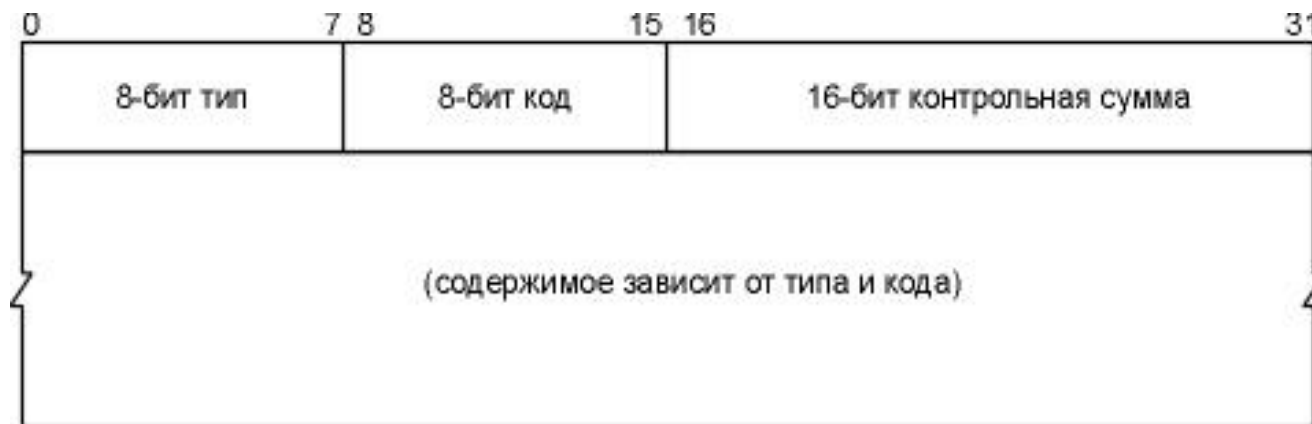 0 7 8 15 16 31
8-бит тип 8-бит код 16-бит контрольная сумма
(содержимое зависит от типа и кода)